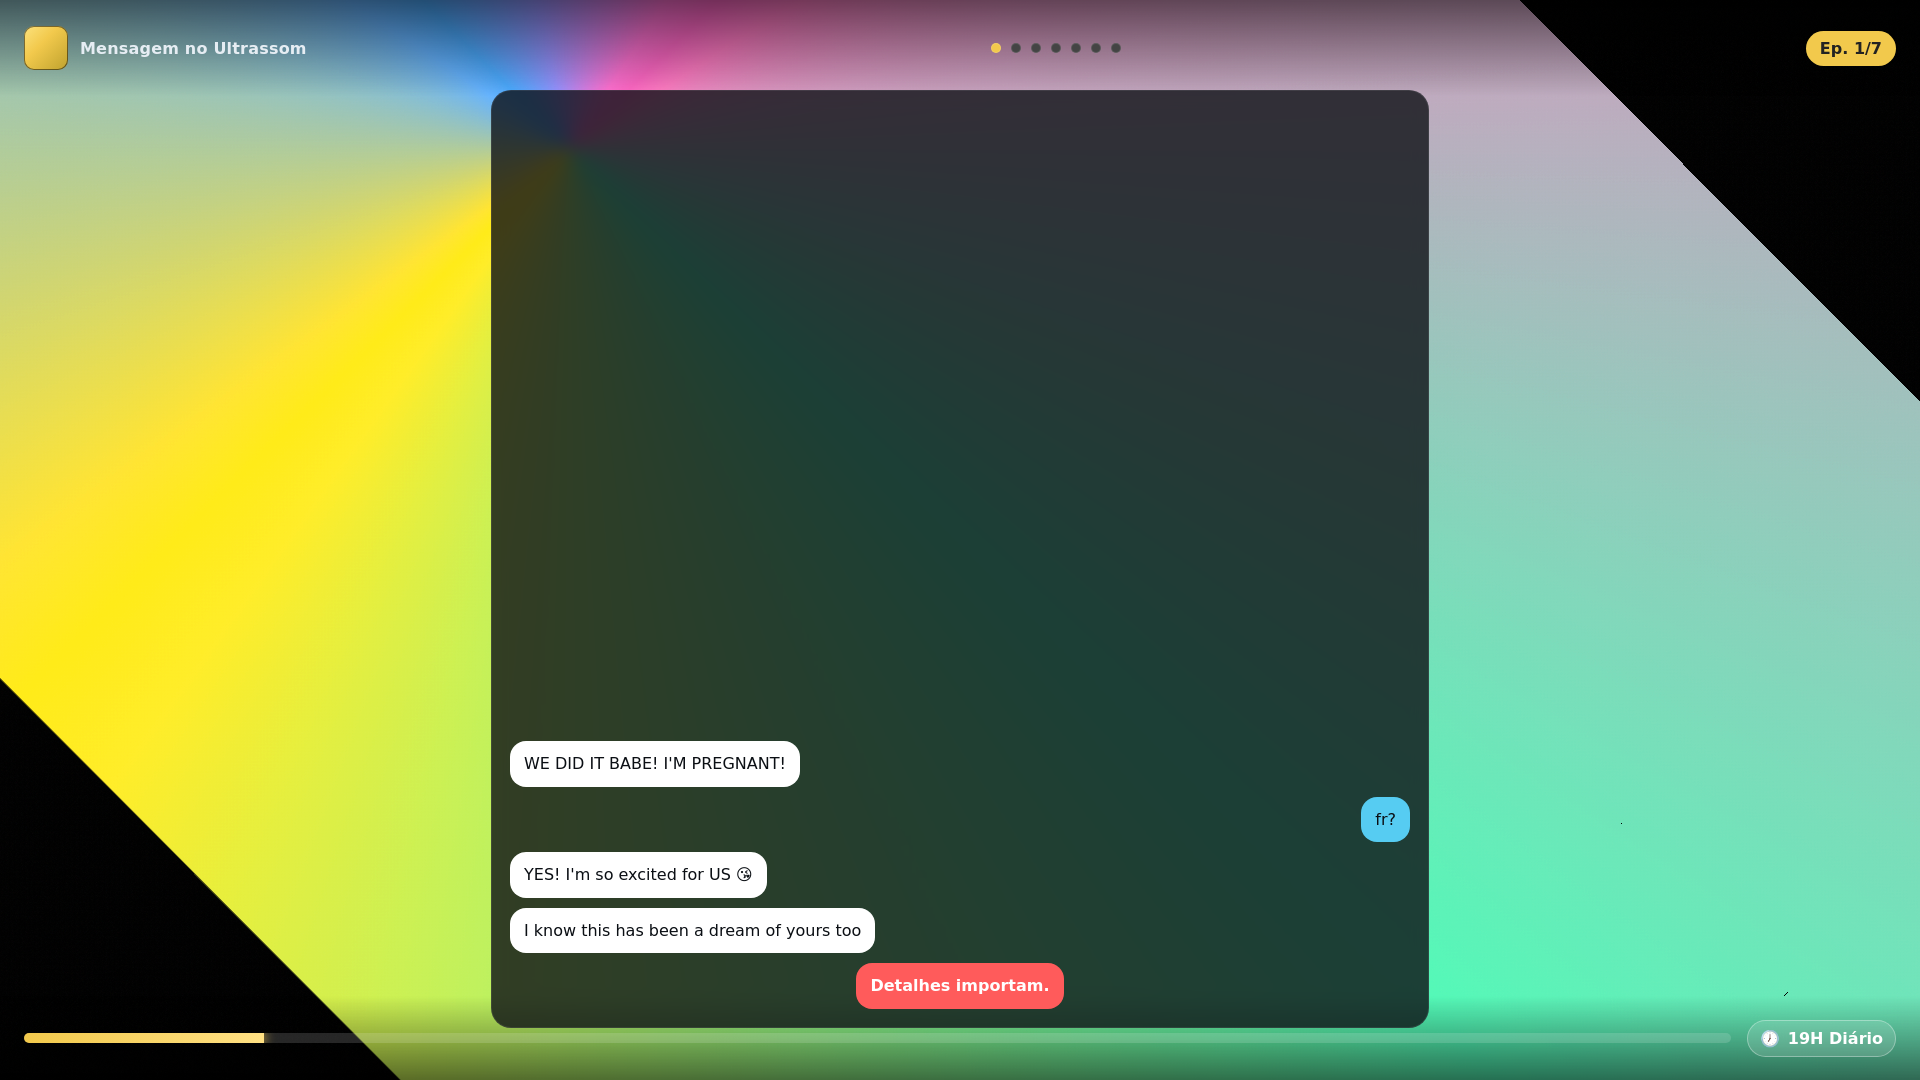 Mensagem no Ultrassom
Ep. 1/7
WE DID IT BABE! I'M PREGNANT!
fr?
YES! I'm so excited for US 😘
I know this has been a dream of yours too
Detalhes importam.
🕖 19H Diário